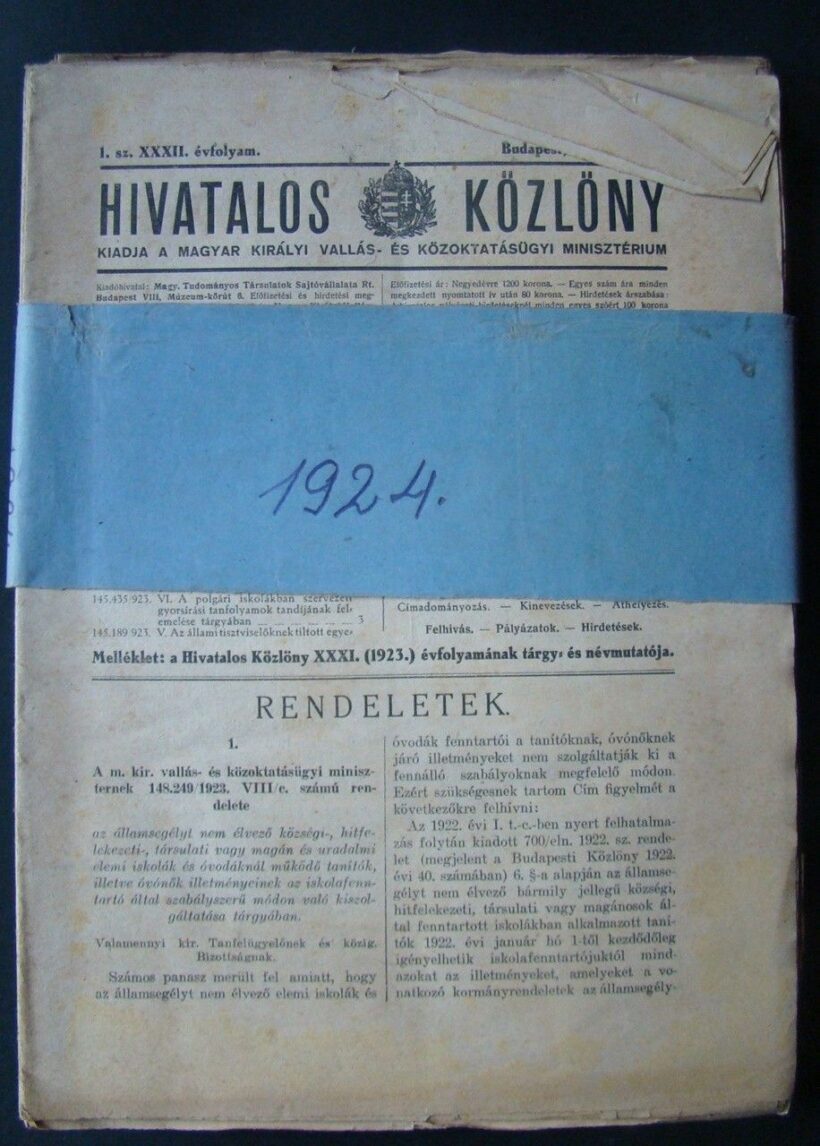 1. sz. XXXII. évfolyam.
Budapest,
HIVATALOS KÖZLÖNY
KIADJA A MAGYAR KIRÁLYI VALLÁS- ÉS KÖZOKTATÁSÜGYI MINISZTÉRIUM
Kiadóhivatal: Magy. Tudományos Társulatok Sajtóvállalata Rt.
Budapest VIII, Múzeum-körút 6. Előfizetési és hirdetési meg-
Előfizetési ár: Negyedévre 1200 korona. — Egyes szám ára minden
megkezdett nyomtatott ív után 80 korona. — Hirdetések árszabása:
minden egyes szóért 100 korona
1924.
145.435/923. VI. A polgári iskolákban szervezen
gyorsírási tanfolyamok tandíjának fel-
emelése tárgyában — — — — — 3
145.189 923. V. Az állami tisztviselőknek tiltott egye-
Címadományozás. — Kinevezések. — Áthelyezés.
Felhívás. — Pályázatok. — Hirdetések.
Melléklet: a Hivatalos Közlöny XXXI. (1923.) évfolyamának tárgy- és névmutatója.
RENDELETEK.
1.
A m. kir. vallás- és közoktatásügyi minisz-
ternek 148.249/1923. VIII/c. számú ren-
delete
az államsegélyt nem élvező községi-, hitfe-
lekezeti-, társulati vagy magán és uradalmi
elemi iskolák és óvodáknál működő tanítók,
illetve óvónők illetményeinek az iskolafenn-
tartó által szabályszerű módon való kiszol-
gáltatása tárgyában.
Valamennyi kir. Tanfelügyelőnek és közig.
Bizottságnak.
Számos panasz merült fel amiatt, hogy
az államsegélyt nem élvező elemi iskolák és
óvodák fenntartói a tanítóknak, óvónőknek
járó illetményeket nem szolgáltatják ki a
fennálló szabályoknak megfelelő módon.
Ezért szükségesnek tartom Cím figyelmét a
következőkre felhívni:
Az 1922. évi I. t.-c.-ben nyert felhatalma-
zás folytán kiadott 700/eln. 1922. sz. rende-
let (megjelent a Budapesti Közlöny 1922.
évi 40. számában) 6. §-a alapján az államse-
gélyt nem élvező bármily jellegű községi,
hitfelekezeti, társulati vagy magánosok ál-
tal fenntartott iskolákban alkalmazott taní-
tók 1922. évi január hó 1-től kezdődőleg
igényelhetik iskolafenntartójuktól mind-
azokat az illetményeket, amelyeket a vo-
natkozó kormányrendeletek az államsegély-